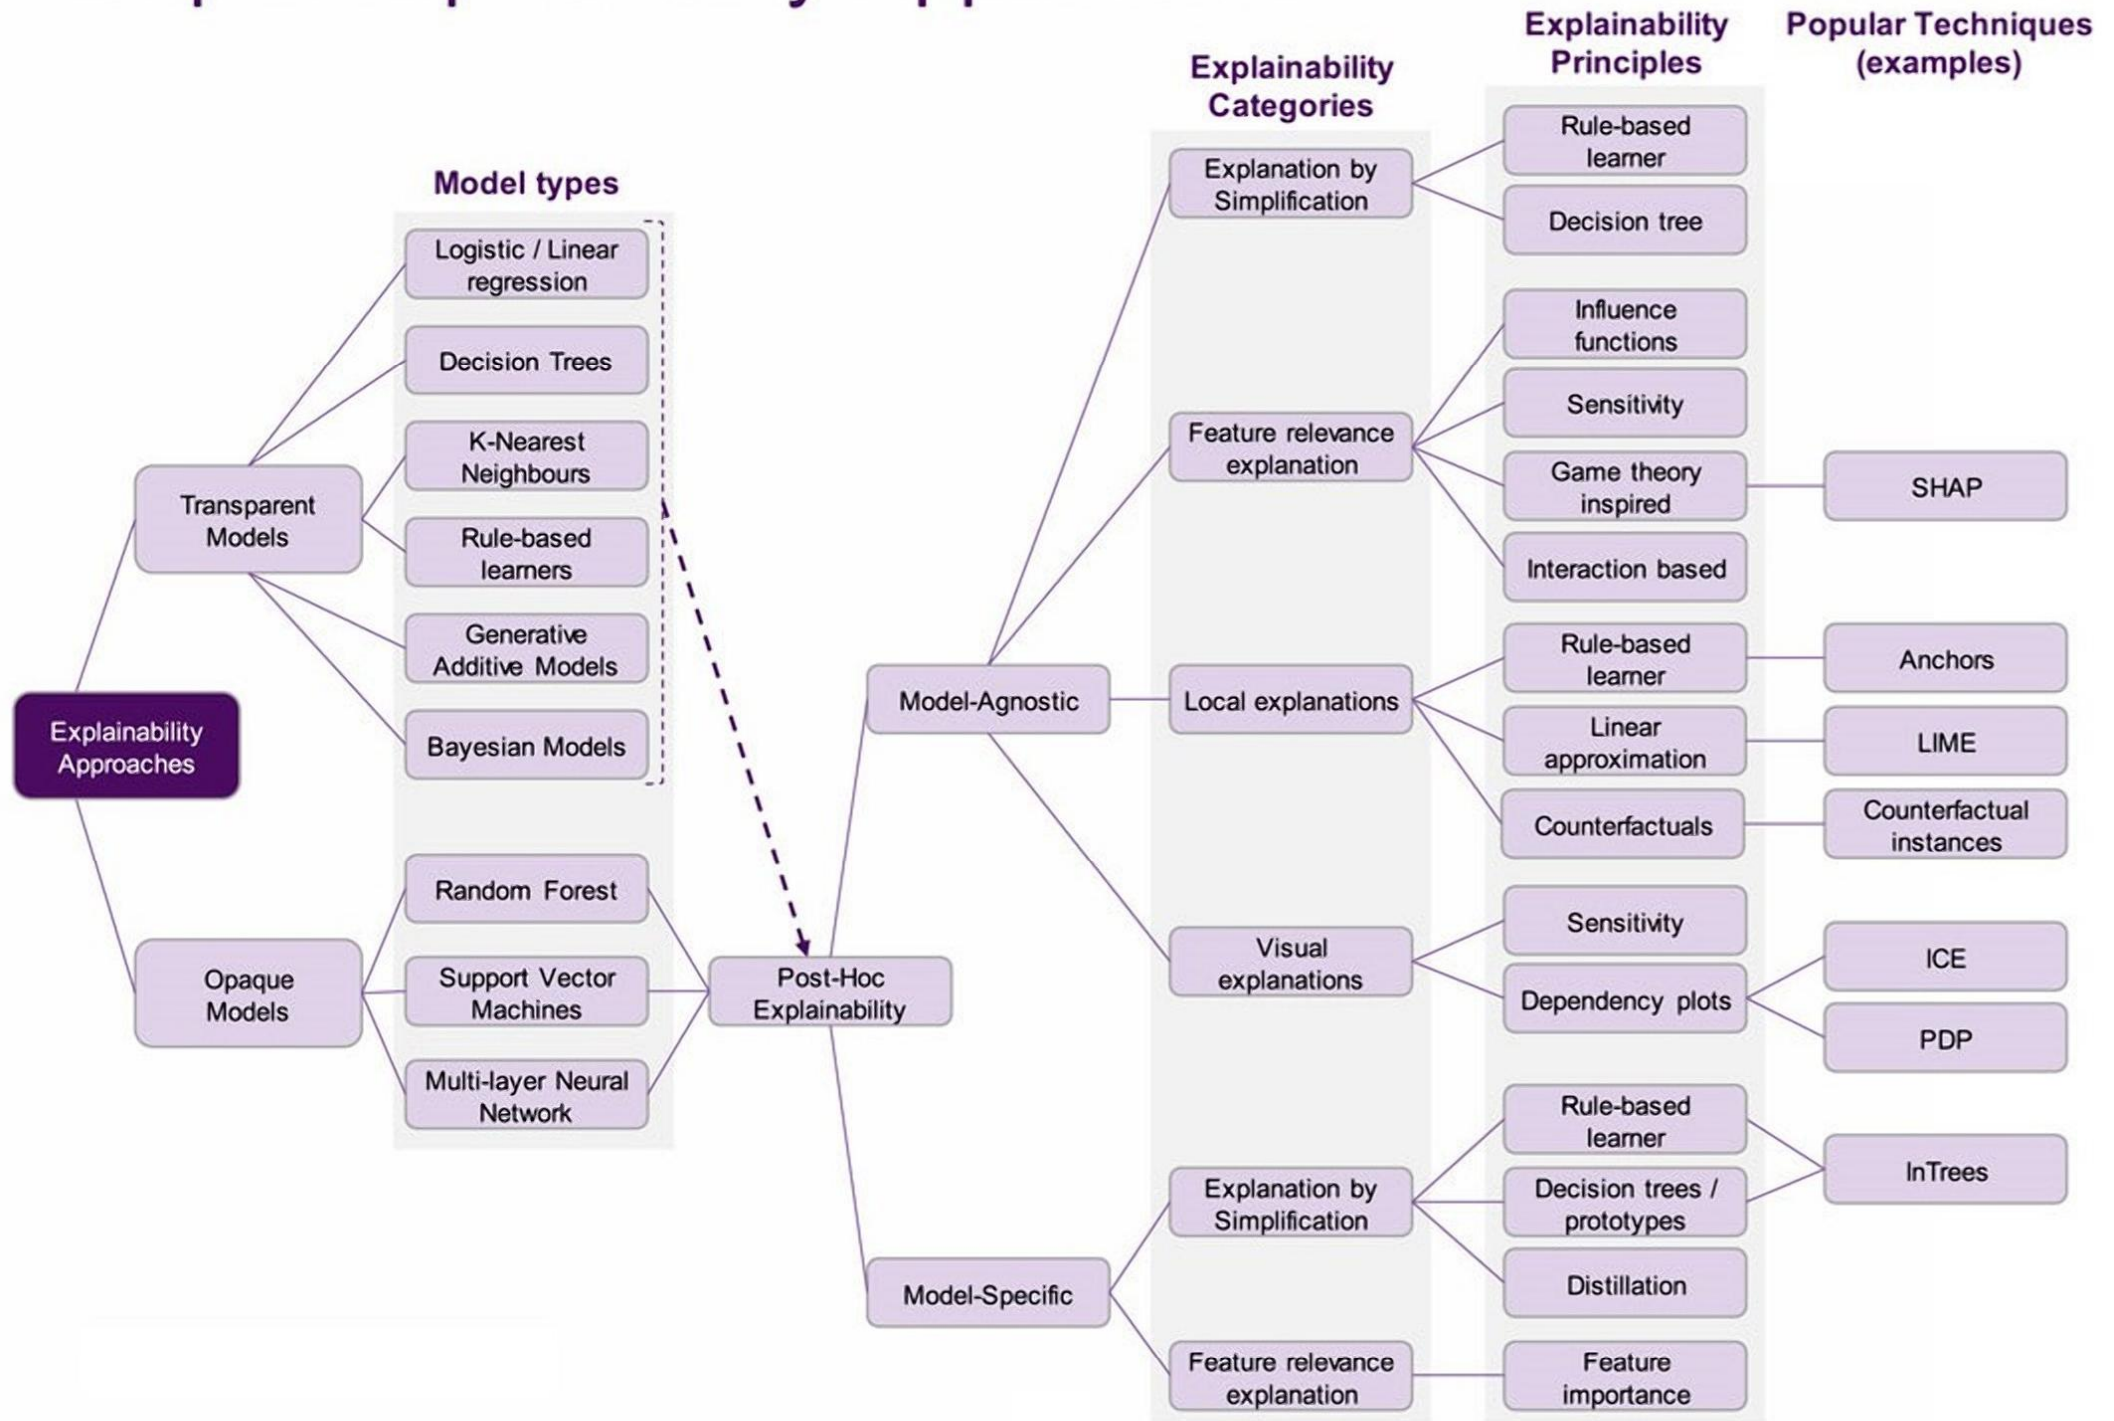 Explainability
Principles
Popular Techniques
(examples)
Explainability
Categories
Model types
Rule-based
learner
Explanation by
Simplification
Decision tree
Logistic / Linear
regression
Influence
functions
Decision Trees
Sensitivity
Feature relevance
explanation
K-Nearest
Neighbours
Game theory
inspired
SHAP
Transparent
Models
Rule-based
learners
Interaction based
Generative
Additive Models
Rule-based
learner
Anchors
Model-Agnostic
Local explanations
Explainability
Approaches
Bayesian Models
Linear
approximation
LIME
Counterfactuals
Counterfactual
instances
Random Forest
Sensitivity
Visual
explanations
ICE
Opaque
Models
Support Vector
Machines
Post-Hoc
Explainability
Dependency plots
PDP
Multi-layer Neural
Network
Rule-based
learner
InTrees
Explanation by
Simplification
Decision trees /
prototypes
Distillation
Model-Specific
Feature relevance
explanation
Feature
importance